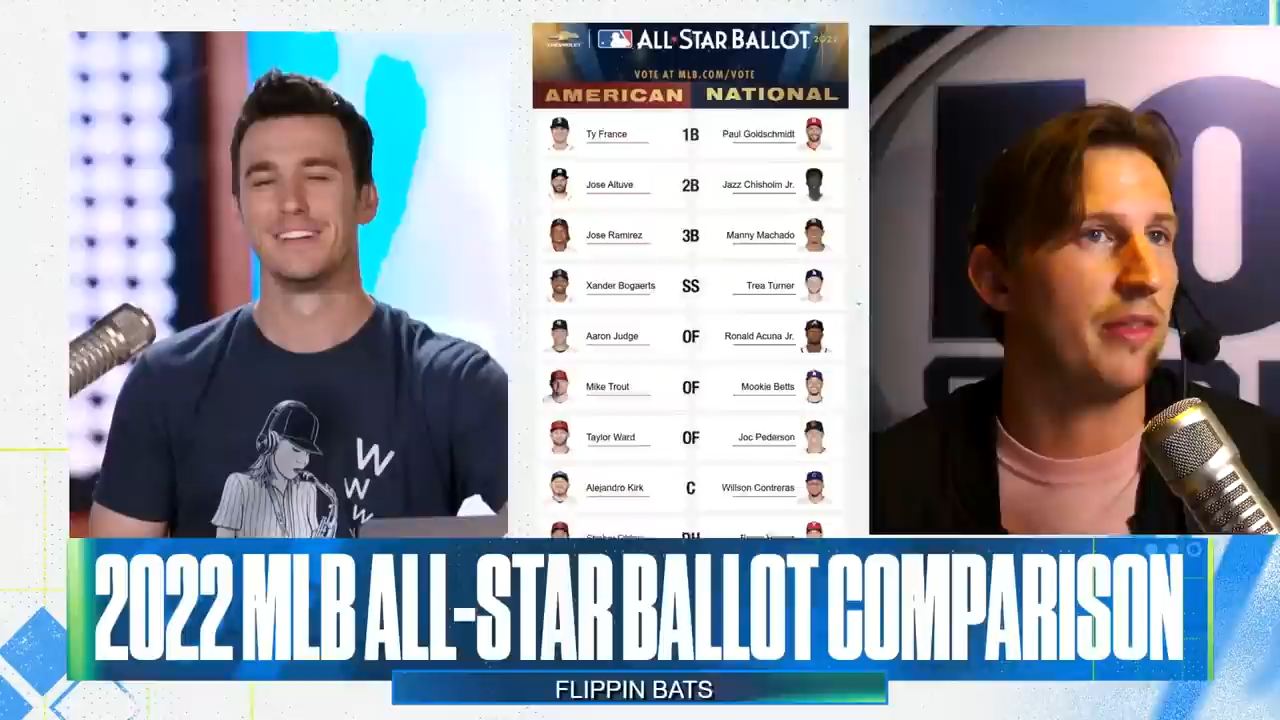 CHEVROLET ALL-STAR BALLOT 2022
VOTE AT MLB.COM/VOTE
AMERICAN NATIONAL
Ty France 1B Paul Goldschmidt
Jose Altuve 2B Jazz Chisholm Jr.
Jose Ramirez 3B Manny Machado
Xander Bogaerts SS Trea Turner
Aaron Judge OF Ronald Acuna Jr.
Mike Trout OF Mookie Betts
Taylor Ward OF Joc Pederson
Alejandro Kirk C Willson Contreras
DH
W
W
W
2022 MLB ALL-STAR BALLOT COMPARISON
FLIPPIN BATS